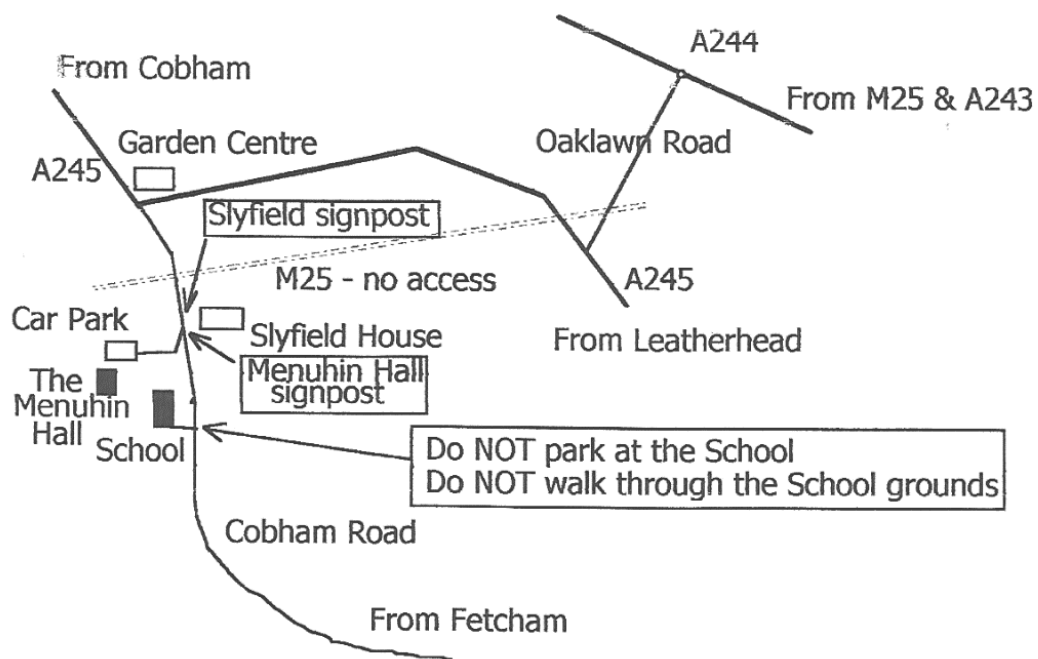 A244
From Cobham
From M25 & A243
Garden Centre
Oaklawn Road
A245
Slyfield signpost
M25 - no access
A245
Car Park
Slyfield House
From Leatherhead
Menuhin Hall
signpost
The
Menuhin
Hall
School
Do NOT park at the School
Do NOT walk through the School grounds
Cobham Road
From Fetcham